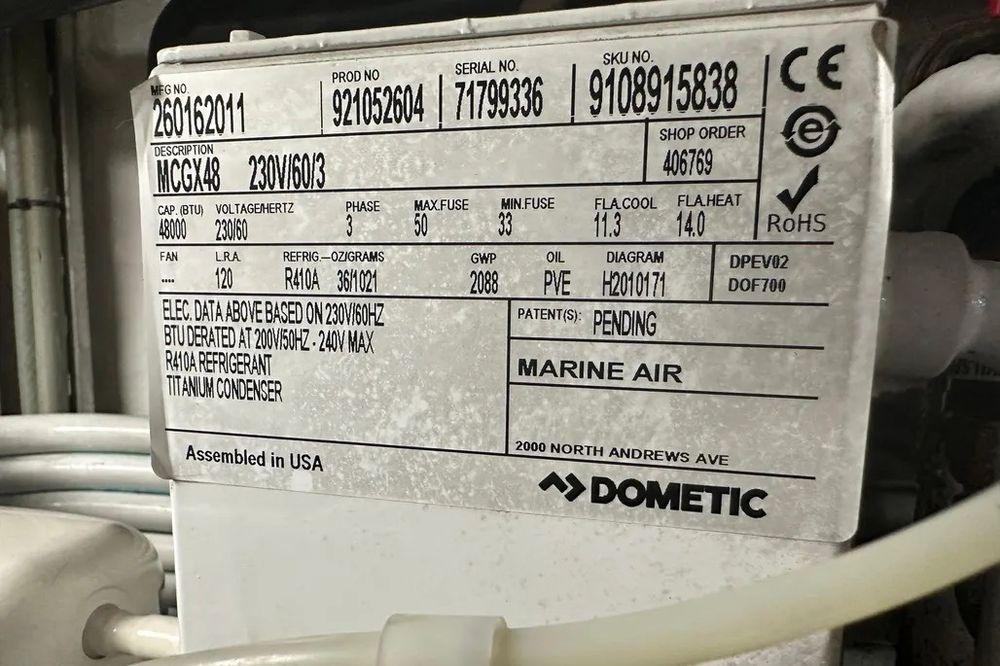 MFG NO. PROD NO SERIAL NO. SKU NO.
260162011 921052604 71799336 9108915838
CE
DESCRIPTION SHOP ORDER
MCGX48 230V/60/3 406769
e
RoHS
CAP. (BTU) VOLTAGE/HERTZ PHASE MAX.FUSE MIN.FUSE FLA.COOL FLA.HEAT
48000 230/60 3 50 33 11.3 14.0
FAN L.R.A. REFRIG.--OZ/GRAMS GWP OIL DIAGRAM DPEV02
---- 120 R410A 36/1021 2088 PVE H2010171 DOF700
ELEC. DATA ABOVE BASED ON 230V/60HZ
BTU DERATED AT 200V/50HZ - 240V MAX
R410A REFRIGERANT
TITANIUM CONDENSER
PATENT(S): PENDING
MARINE AIR
2000 NORTH ANDREWS AVE
Assembled in USA
DOMETIC